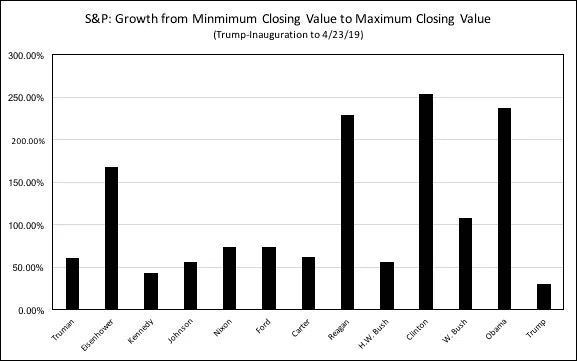 S&P: Growth from Minmimum Closing Value to Maximum Closing Value
(Trump-Inauguration to 4/23/19)
300.00%
250.00%
200.00%
150.00%
100.00%
50.00%
0.00%
Truman
Eisenhower
Kennedy
Johnson
Nixon
Ford
Carter
Reagan
H.W. Bush
Clinton
W. Bush
Obama
Trump